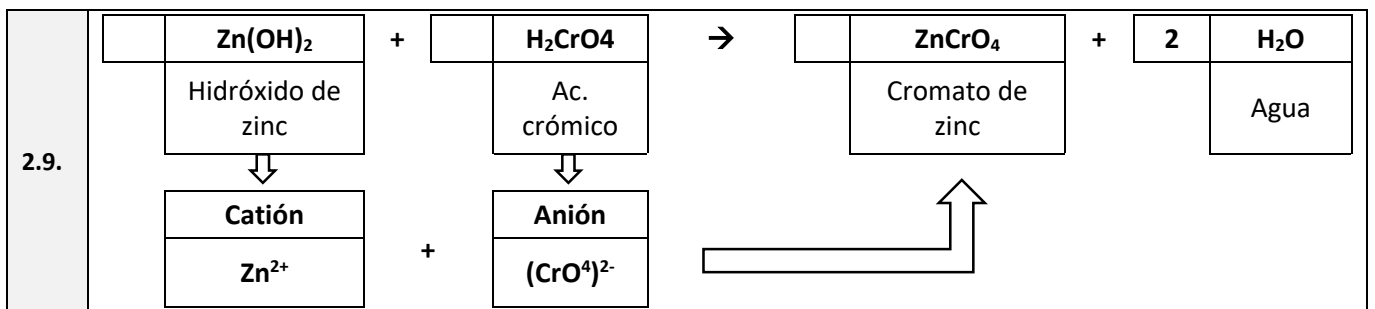 Zn(OH)₂ + H₂CrO4 → ZnCrO₄ + 2 H₂O
Hidróxido de zinc
Ac. crómico
Cromato de zinc
Agua
2.9.
Catión + Anión
Zn²⁺
(CrO⁴)²⁻